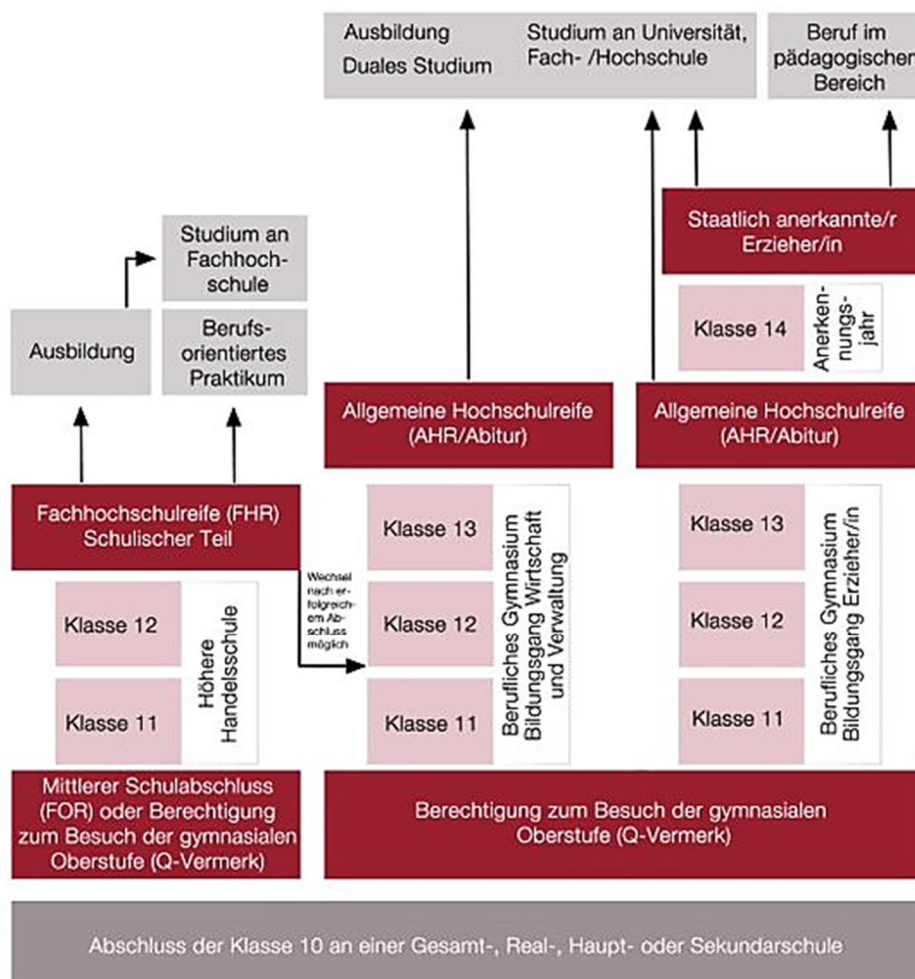 Ausbildung
Duales Studium
Studium an Universität,
Fach- /Hochschule
Beruf im
pädagogischen
Bereich
Staatlich anerkannte/r
Erzieher/in
Studium an
Fachhoch-
schule
Klasse 14
Anerken-
nungs-
jahr
Ausbildung
Berufs-
orientiertes
Praktikum
Allgemeine Hochschulreife
(AHR/Abitur)
Allgemeine Hochschulreife
(AHR/Abitur)
Fachhochschulreife (FHR)
Schulischer Teil
Klasse 12
Klasse 11
Höhere
Handelsschule
Wechsel
nach er-
folgreich-
em Ab-
schluss
möglich
Klasse 13
Klasse 12
Klasse 11
Berufliches Gymnasium
Bildungsgang Wirtschaft
und Verwaltung
Klasse 13
Klasse 12
Klasse 11
Berufliches Gymnasium
Bildungsgang Erzieher/in
Mittlerer Schulabschluss
(FOR) oder Berechtigung
zum Besuch der gymnasialen
Oberstufe (Q-Vermerk)
Berechtigung zum Besuch der gymnasialen
Oberstufe (Q-Vermerk)
Abschluss der Klasse 10 an einer Gesamt-, Real-, Haupt- oder Sekundarschule